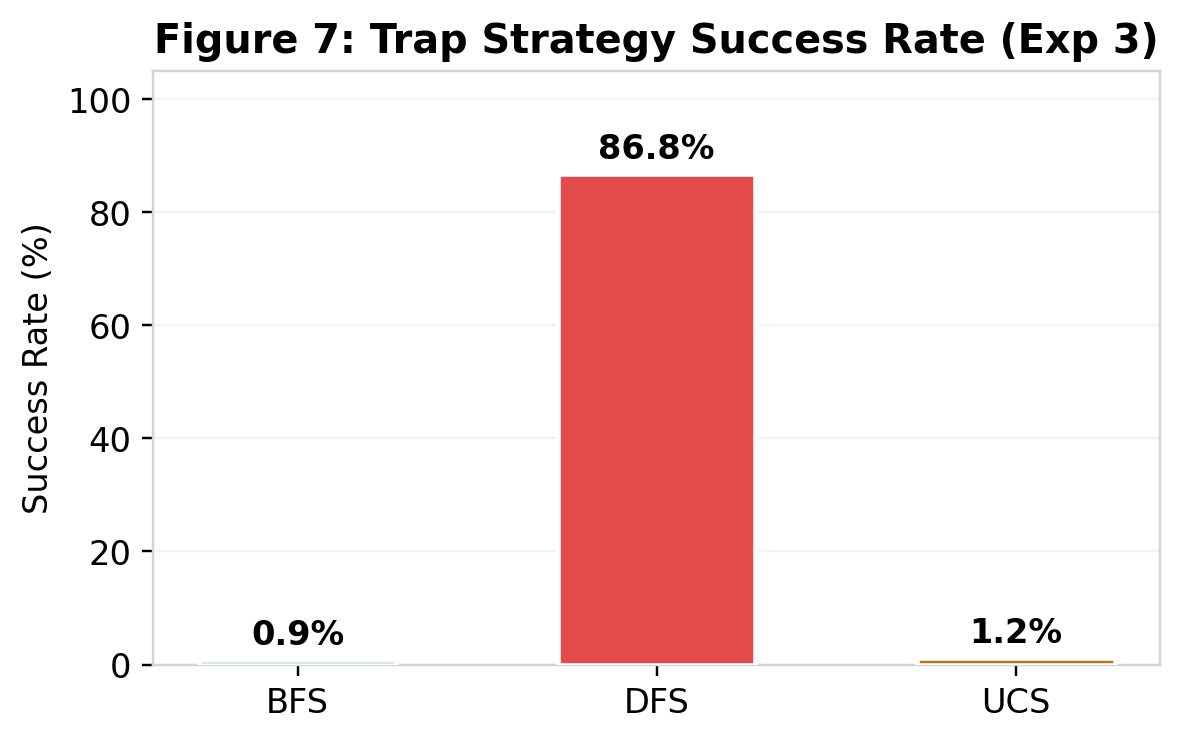 Figure 7: Trap Strategy Success Rate (Exp 3)
Success Rate (%)
100
80
60
40
20
0
0.9%
86.8%
1.2%
BFS
DFS
UCS